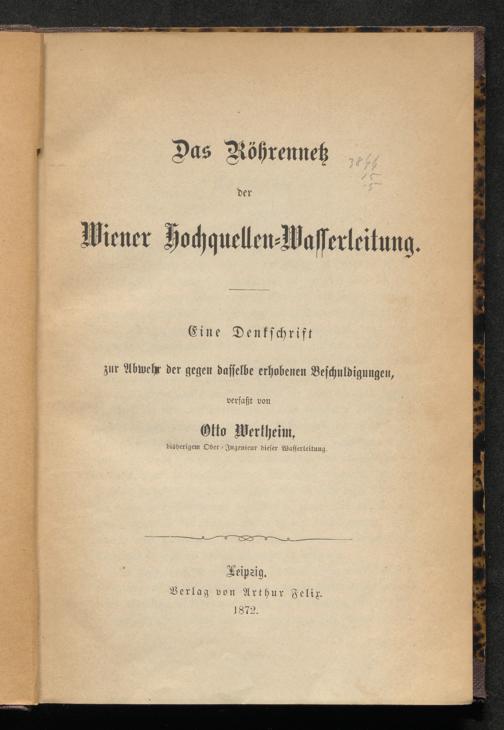 Das Röhrennetz
der
Wiener Hochquellen-Wasserleitung.
Eine Denkschrift
zur Abwehr der gegen dasselbe erhobenen Beschuldigungen,
verfaßt von
Otto Wertheim,
bisherigem Ober-Ingenieur dieser Wasserleitung.
Leipzig.
Verlag von Arthur Felix.
1872.